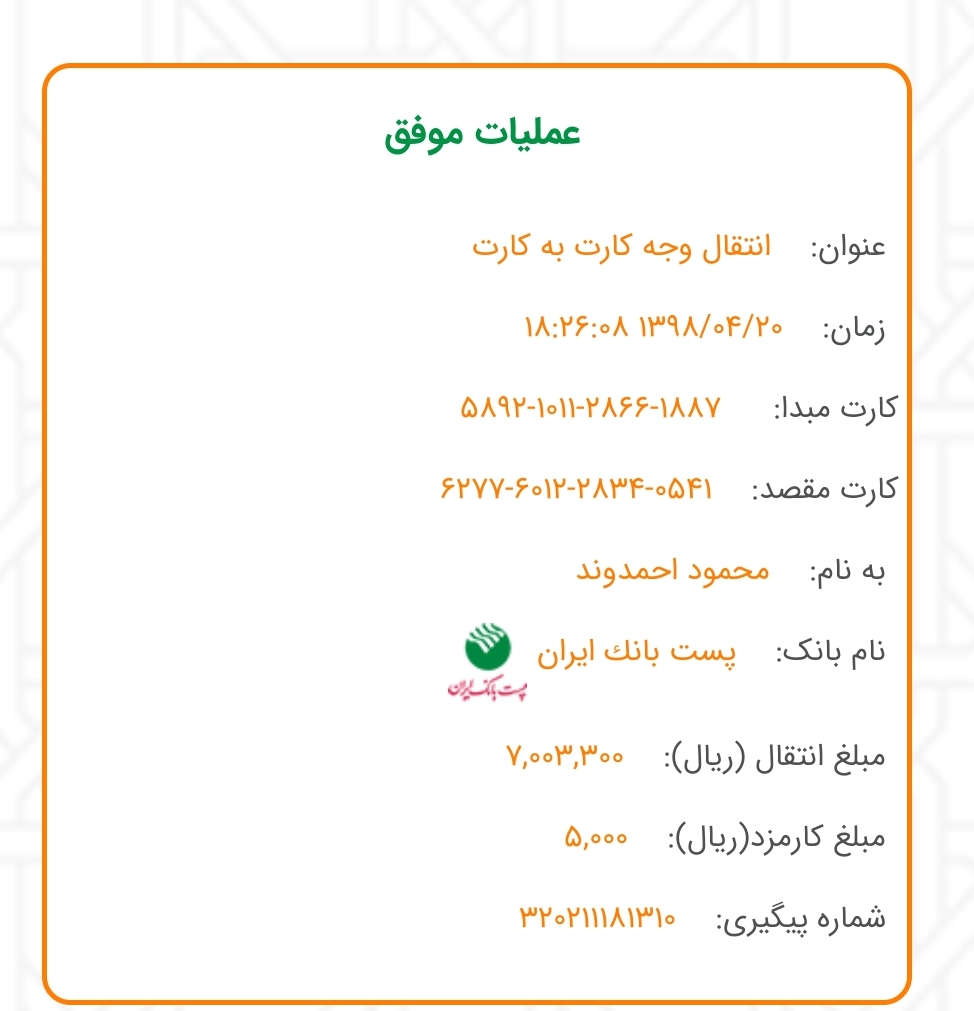 عملیات موفق
عنوان: انتقال وجه کارت به کارت
زمان: ۱۳۹۸/۰۴/۲۰ ۱۸:۲۶:۰۸
کارت مبدا: ۵۸۹۲-۱۰۱۱-۲۸۶۶-۱۸۸۷
کارت مقصد: ۶۲۷۷-۶۰۱۲-۲۸۳۴-۰۵۴۱
به نام: محمود احمدوند
نام بانک: پست بانك ایران
پست بانک ایران
مبلغ انتقال (ریال): ۷,۰۰۳,۳۰۰
مبلغ کارمزد(ریال): ۵,۰۰۰
شماره پیگیری: ۳۲۰۲۱۱۱۸۱۳۱۰